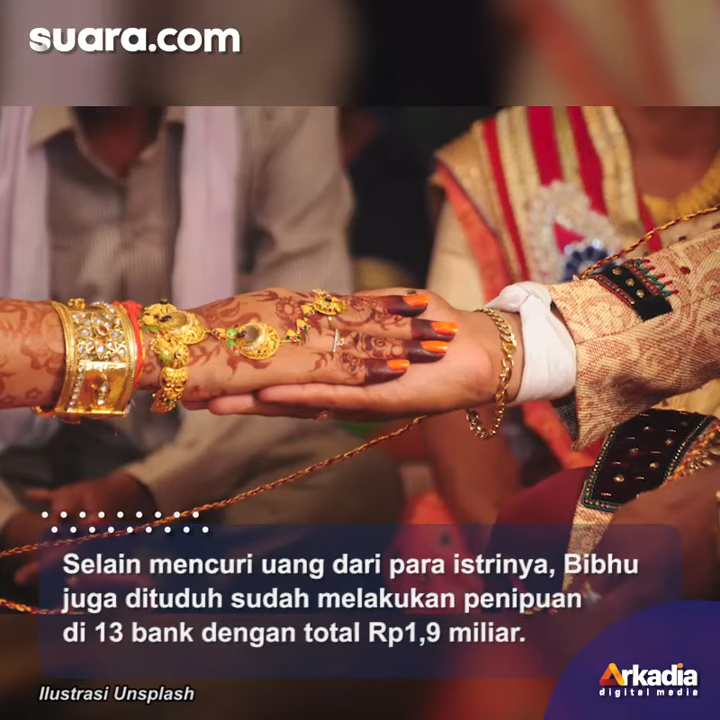 suara.com
Selain mencuri uang dari para istrinya, Bibhu
juga dituduh sudah melakukan penipuan
di 13 bank dengan total Rp1,9 miliar.
Ilustrasi Unsplash
Arkadia
digital media